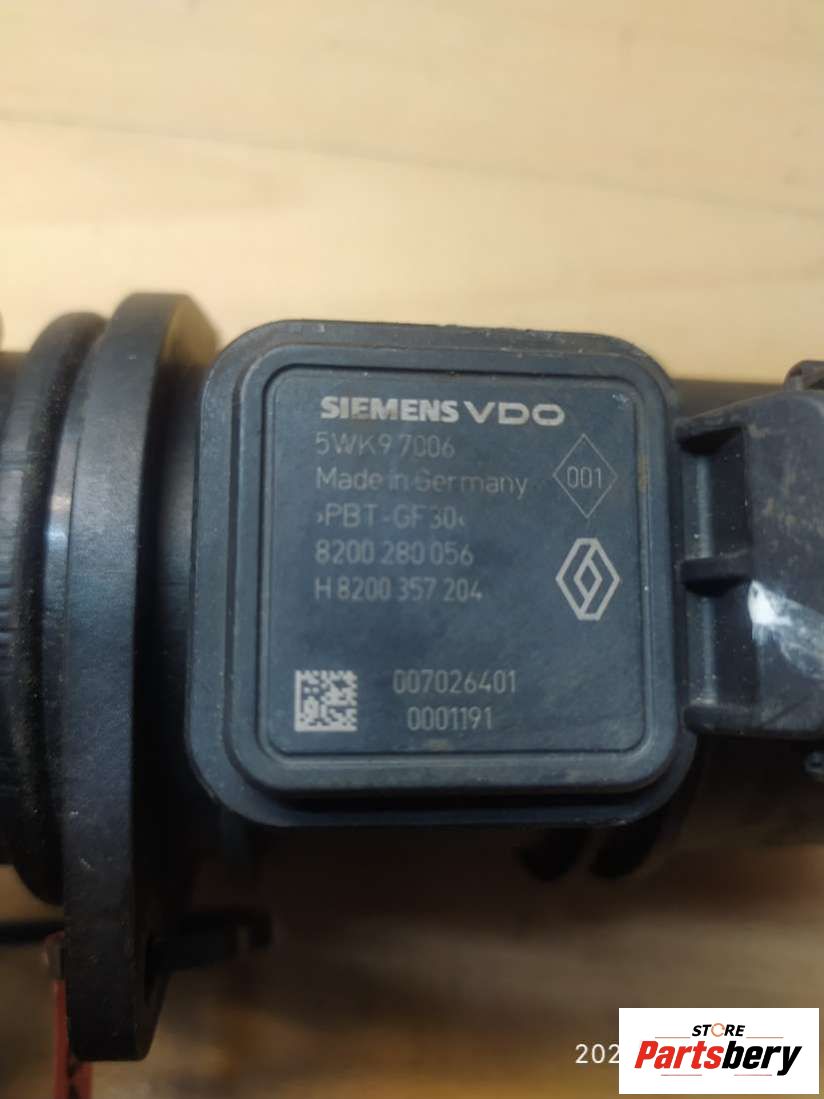 SIEMENS VDO
5WK9 7006
Made in Germany
001
›PBT-GF30‹
8200 280 056
H 8200 357 204
007026401
0001191
202
STORE
Partsbery